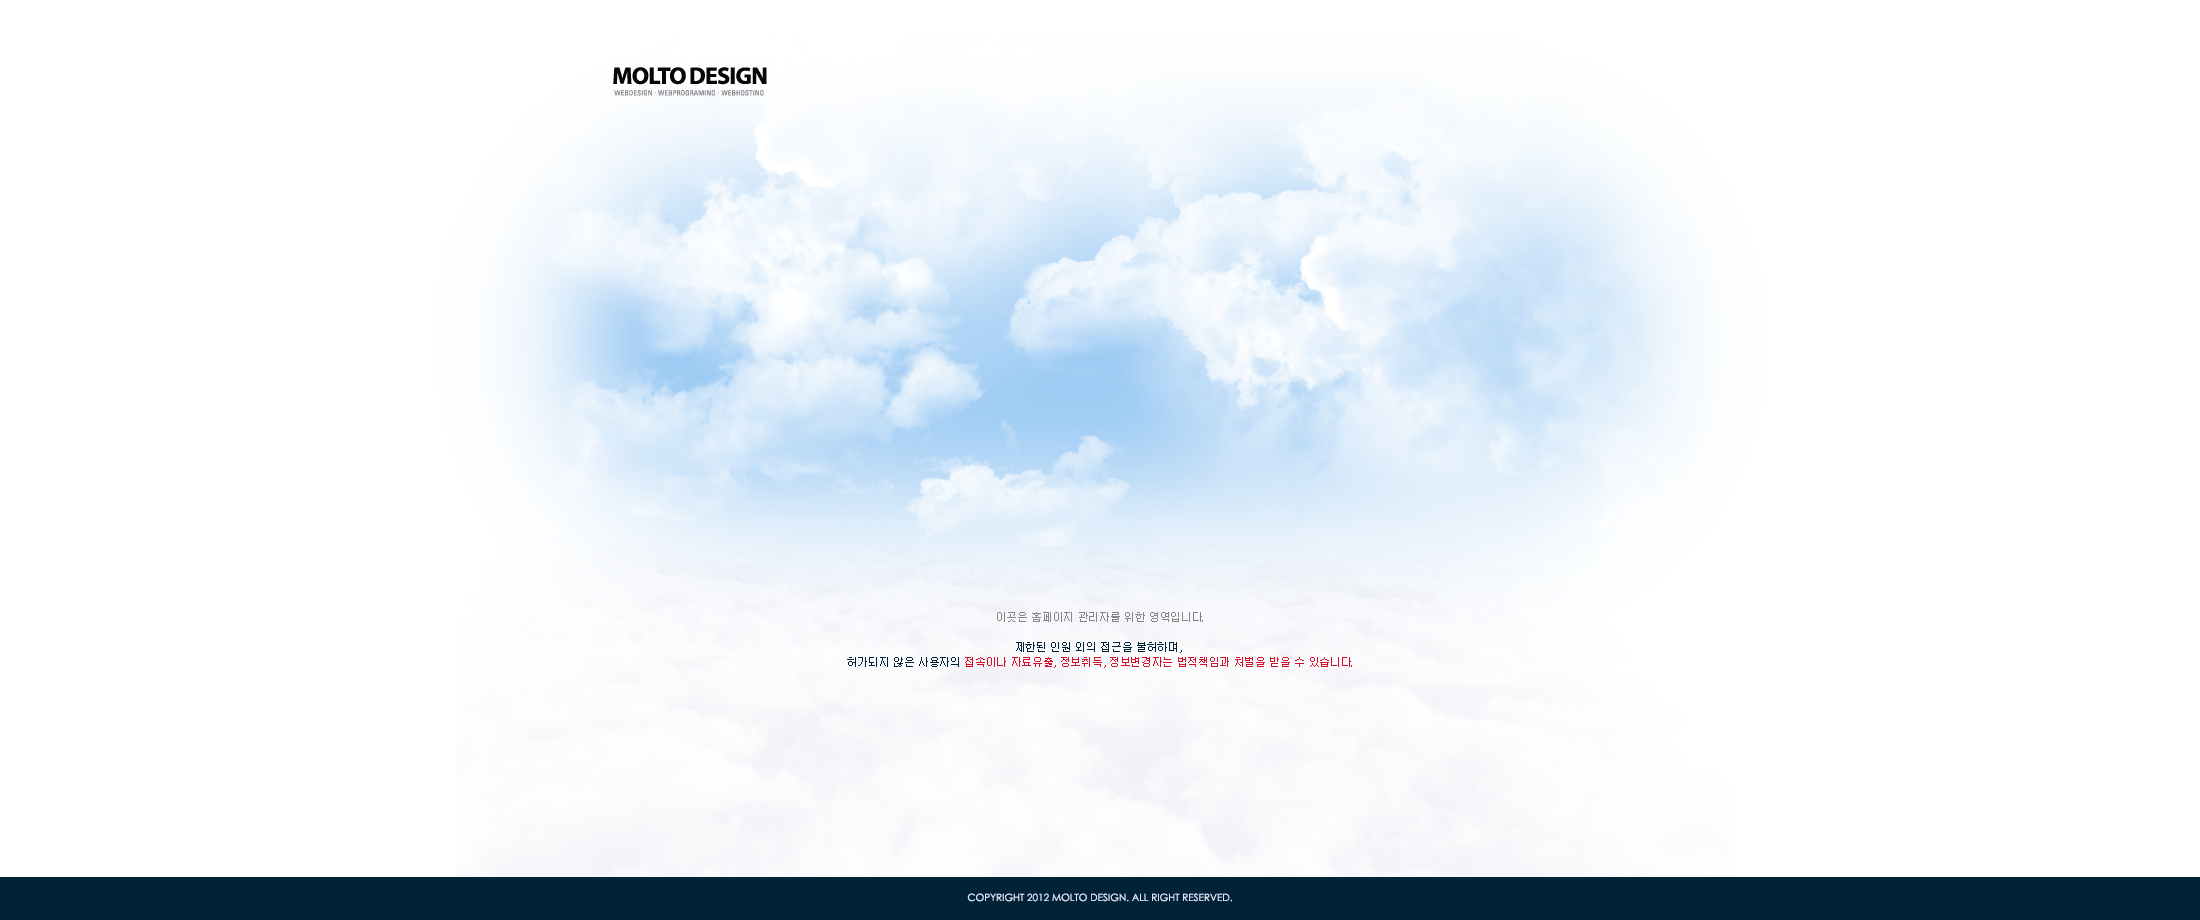 MOLTO DESIGN
WEBDESIGN · WEBPROGRAMING · WEBHOSTING
이곳은 홈페이지 관리자를 위한 영역입니다.
제한된 인원 외의 접근을 불허하며,
허가되지 않은 사용자의 접속이나 자료유출, 정보취득, 정보변경자는 법적책임과 처벌을 받을 수 있습니다.
COPYRIGHT 2012 MOLTO DESIGN. ALL RIGHT RESERVED.